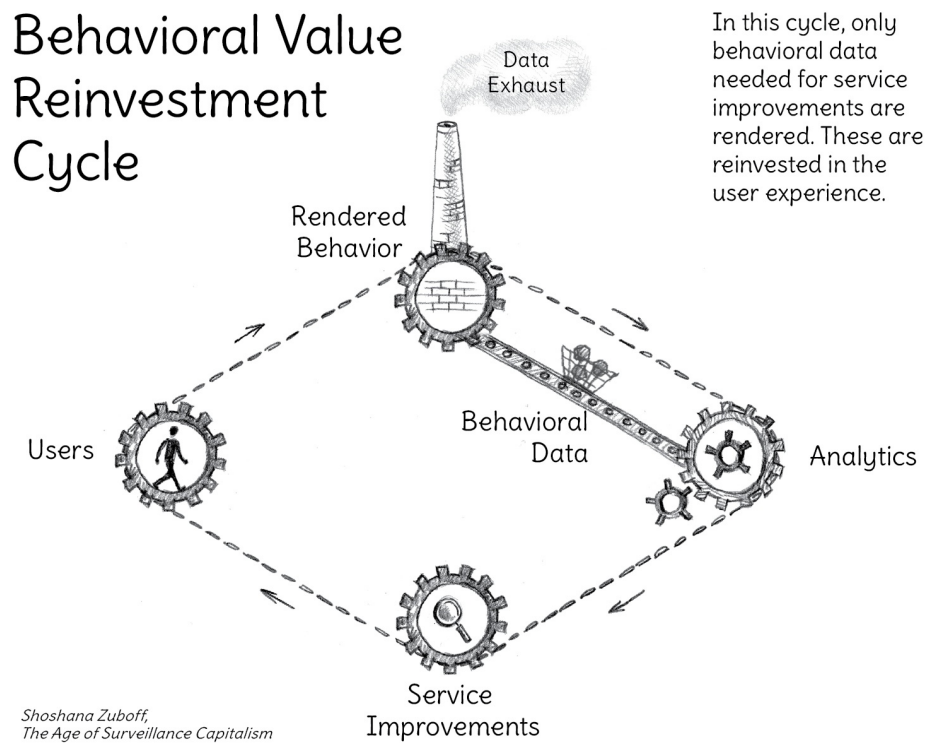 Behavioral Value
Reinvestment
Cycle
In this cycle, only
behavioral data
needed for service
improvements are
rendered. These are
reinvested in the
user experience.
Data
Exhaust
Rendered
Behavior
Users
Behavioral
Data
Analytics
Service
Improvements
Shoshana Zuboff,
The Age of Surveillance Capitalism